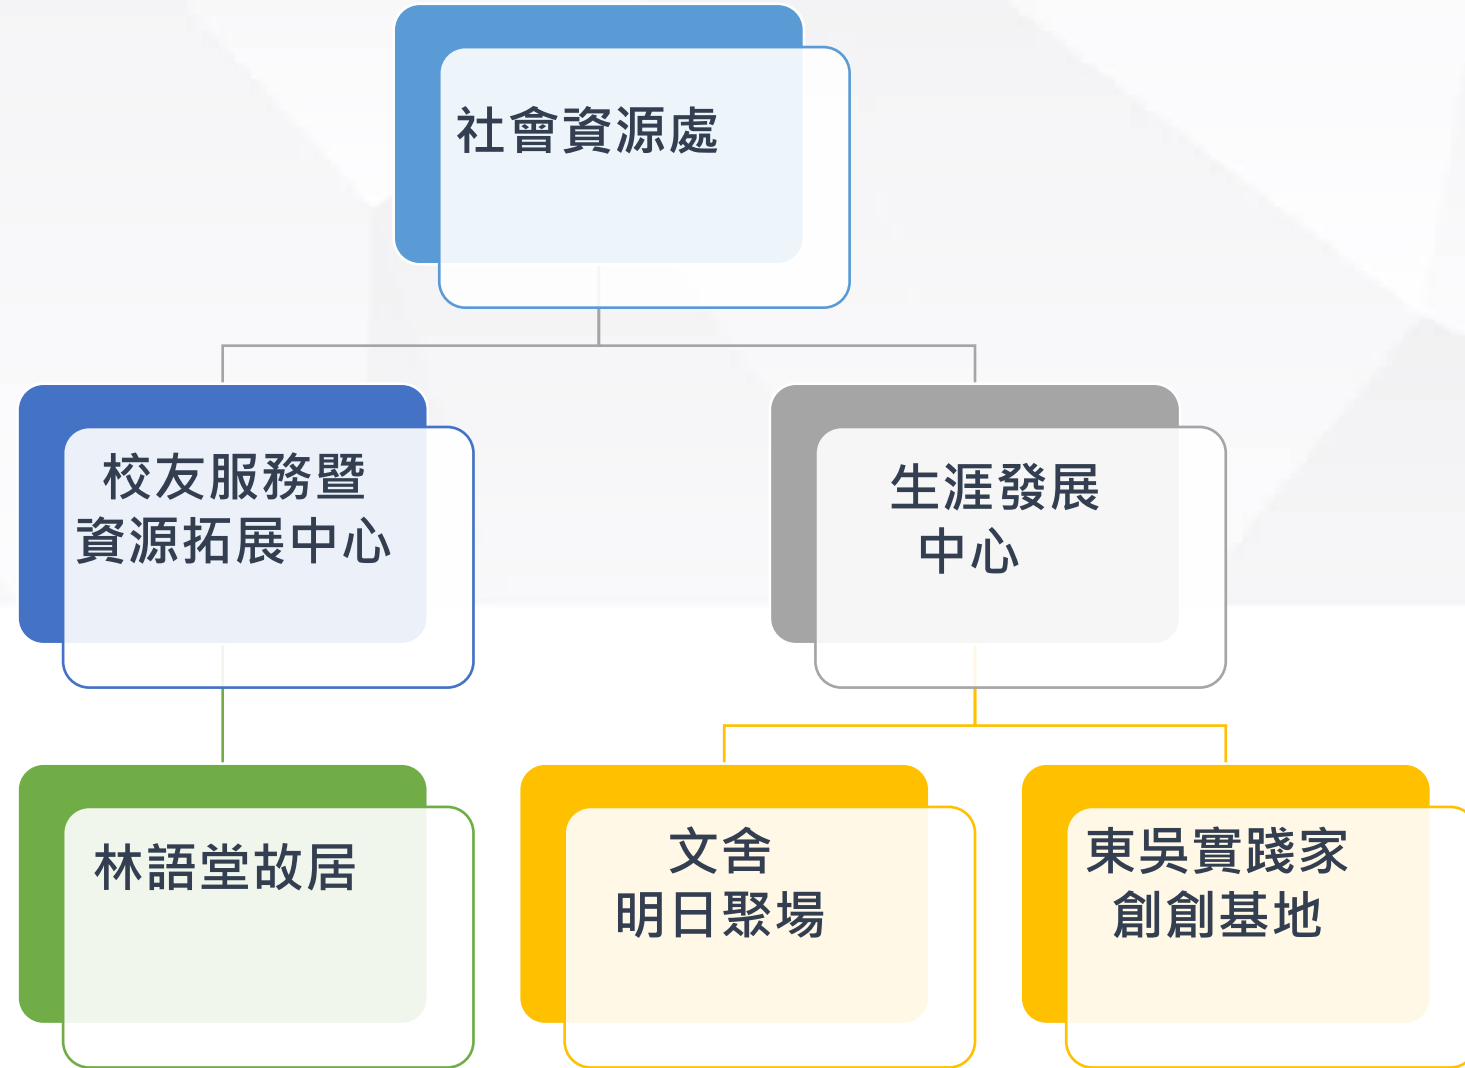 社會資源處
校友服務暨
資源拓展中心
生涯發展
中心
林語堂故居
文舍
明日聚場
東吳實踐家
創創基地